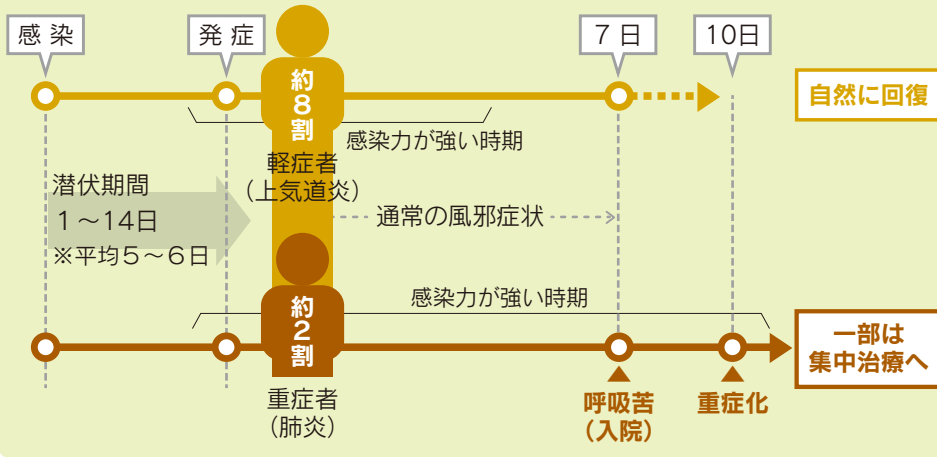 感染
発症
7日
10日
約8割
自然に回復
感染力が強い時期
軽症者
（上気道炎）
潜伏期間
1～14日
※平均5～6日
通常の風邪症状
感染力が強い時期
約2割
一部は
集中治療へ
重症者
（肺炎）
呼吸苦
（入院）
重症化